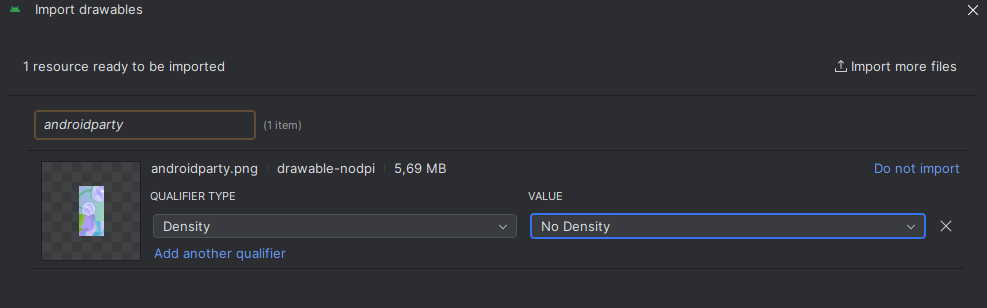 Import drawables
1 resource ready to be imported
Import more files
androidparty
(1 item)
androidparty.png drawable-nodpi 5,69 MB
Do not import
QUALIFIER TYPE
VALUE
Density
No Density
Add another qualifier